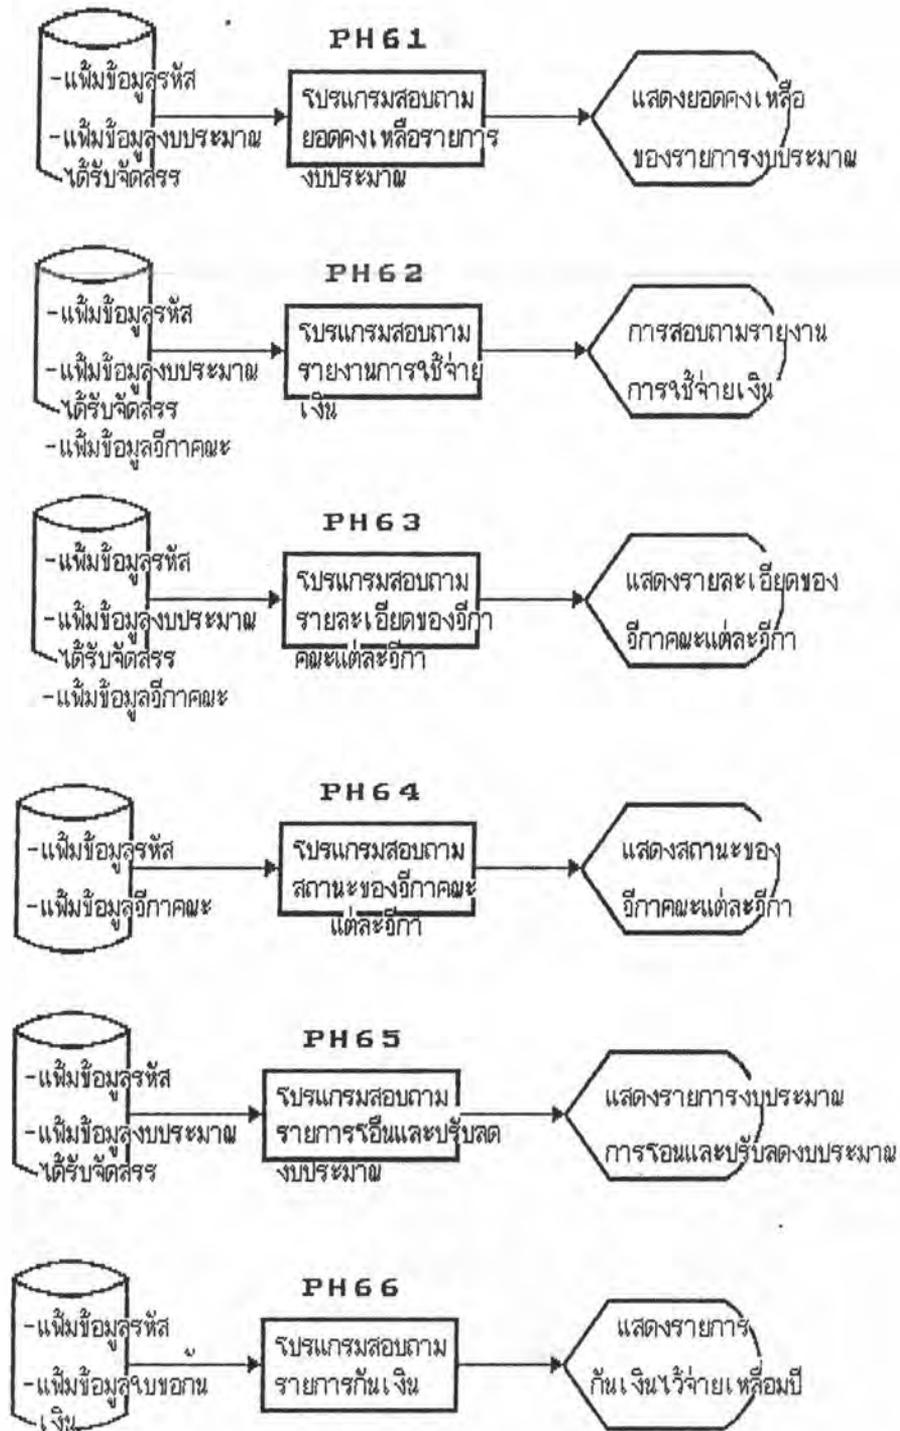 PH61
-แฟ้มข้อมูลรหัส
-แฟ้มข้อมูลงบประมาณ
ได้รับจัดสรร
โปรแกรมสอบถาม
ยอดคงเหลือรายการ
งบประมาณ
แสดงยอดคงเหลือ
ของรายการงบประมาณ
PH62
-แฟ้มข้อมูลรหัส
-แฟ้มข้อมูลงบประมาณ
ได้รับจัดสรร
-แฟ้มข้อมูลฎีกาคณะ
โปรแกรมสอบถาม
รายงานการใช้จ่าย
เงิน
การสอบถามรายงาน
การใช้จ่ายเงิน
PH63
-แฟ้มข้อมูลรหัส
-แฟ้มข้อมูลงบประมาณ
ได้รับจัดสรร
-แฟ้มข้อมูลฎีกาคณะ
โปรแกรมสอบถาม
รายละเอียดของฎีกา
คณะแต่ละฎีกา
แสดงรายละเอียดของ
ฎีกาคณะแต่ละฎีกา
PH64
-แฟ้มข้อมูลรหัส
-แฟ้มข้อมูลฎีกาคณะ
โปรแกรมสอบถาม
สถานะของฎีกาคณะ
แต่ละฎีกา
แสดงสถานะของ
ฎีกาคณะแต่ละฎีกา
PH65
-แฟ้มข้อมูลรหัส
-แฟ้มข้อมูลงบประมาณ
ได้รับจัดสรร
โปรแกรมสอบถาม
รายการโอนและปรับลด
งบประมาณ
แสดงรายการงบประมาณ
การโอนและปรับลดงบประมาณ
PH66
-แฟ้มข้อมูลรหัส
-แฟ้มข้อมูลใบขอกัน
เงิน
โปรแกรมสอบถาม
รายการกันเงิน
แสดงรายการ
กันเงินไว้จ่ายเหลื่อมปี